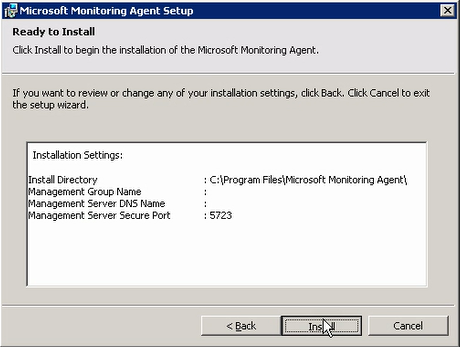 Microsoft Monitoring Agent Setup
Ready to Install
Click Install to begin the installation of the Microsoft Monitoring Agent.
If you want to review or change any of your installation settings, click Back. Click Cancel to exit
the setup wizard.
Installation Settings:
Install Directory : C:\Program Files\Microsoft Monitoring Agent\
Management Group Name :
Management Server DNS Name :
Management Server Secure Port : 5723
< Back Install Cancel